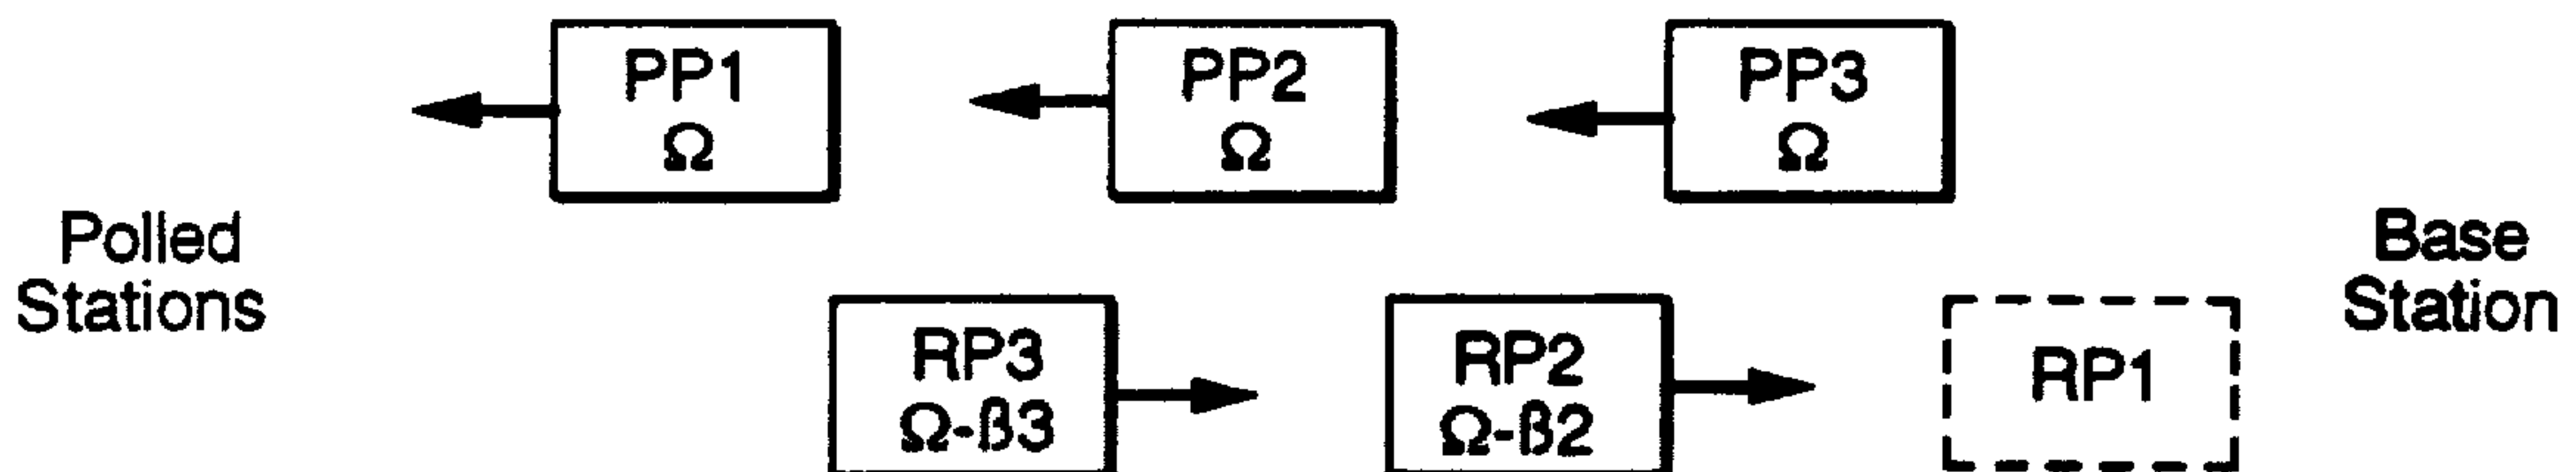 PP1
Ω
PP2
Ω
PP3
Ω
Polled
Stations
Base
Station
RP3
Ω-ß3
RP2
Ω-ß2
RP1